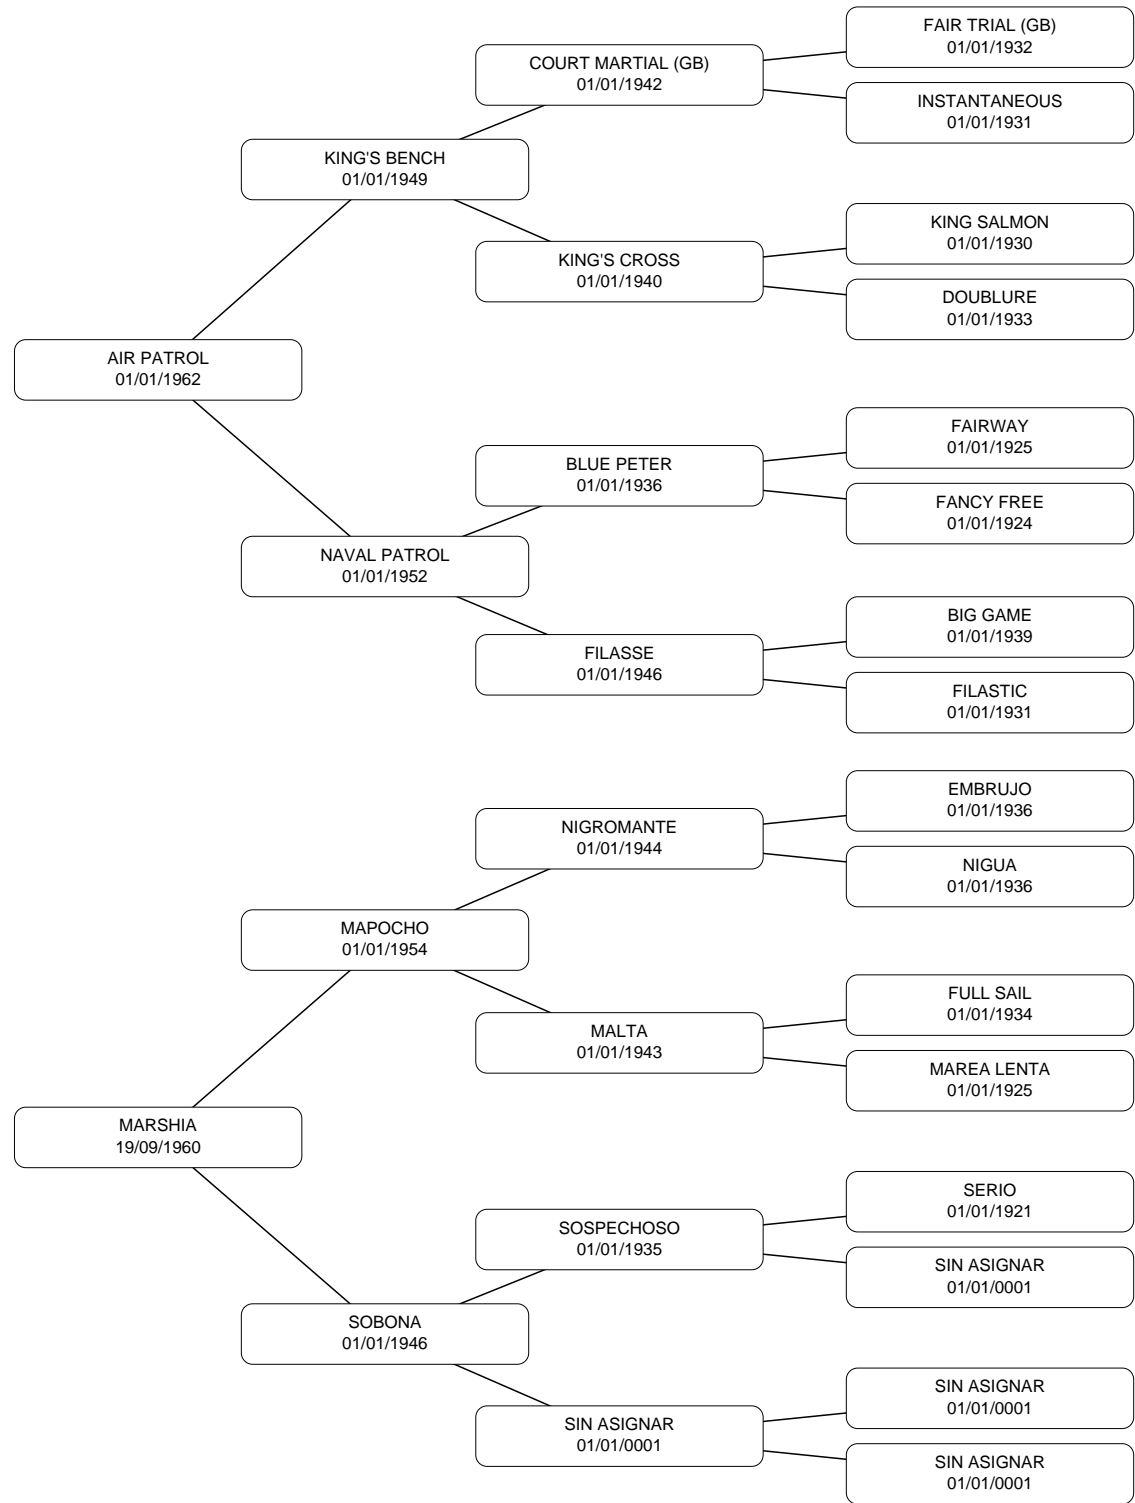 FAIR TRIAL (GB)
01/01/1932
COURT MARTIAL (GB)
01/01/1942
INSTANTANEOUS
01/01/1931
KING'S BENCH
01/01/1949
KING SALMON
01/01/1930
KING'S CROSS
01/01/1940
DOUBLURE
01/01/1933
AIR PATROL
01/01/1962
FAIRWAY
01/01/1925
BLUE PETER
01/01/1936
FANCY FREE
01/01/1924
NAVAL PATROL
01/01/1952
BIG GAME
01/01/1939
FILASSE
01/01/1946
FILASTIC
01/01/1931
EMBRUJO
01/01/1936
NIGROMANTE
01/01/1944
NIGUA
01/01/1936
MAPOCHO
01/01/1954
FULL SAIL
01/01/1934
MALTA
01/01/1943
MAREA LENTA
01/01/1925
MARSHIA
19/09/1960
SERIO
01/01/1921
SOSPECHOSO
01/01/1935
SIN ASIGNAR
01/01/0001
SOBONA
01/01/1946
SIN ASIGNAR
01/01/0001
SIN ASIGNAR
01/01/0001
SIN ASIGNAR
01/01/0001